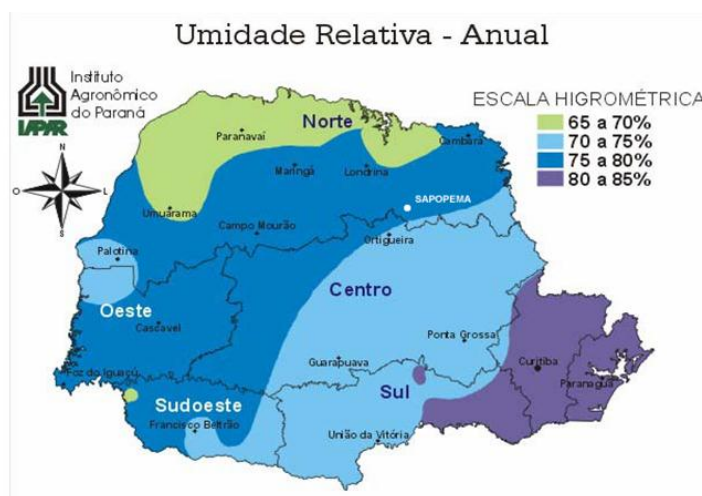 Umidade Relativa - Anual
Instituto
Agronômico
do Paraná
IAPAR
N
O
L
S
ESCALA HIGROMÉTRICA
65 a 70%
70 a 75%
75 a 80%
80 a 85%
Norte
Paranavaí
Cambará
Maringá
Londrina
SAPOPEMA
Umuarama
Campo Mourão
Ortigueira
Palotina
Centro
Oeste
Cascavel
Ponta Grossa
Guarapuava
Curitiba
Foz do Iguaçú
Paranaguá
Sul
Sudoeste
Francisco Beltrão
União da Vitória